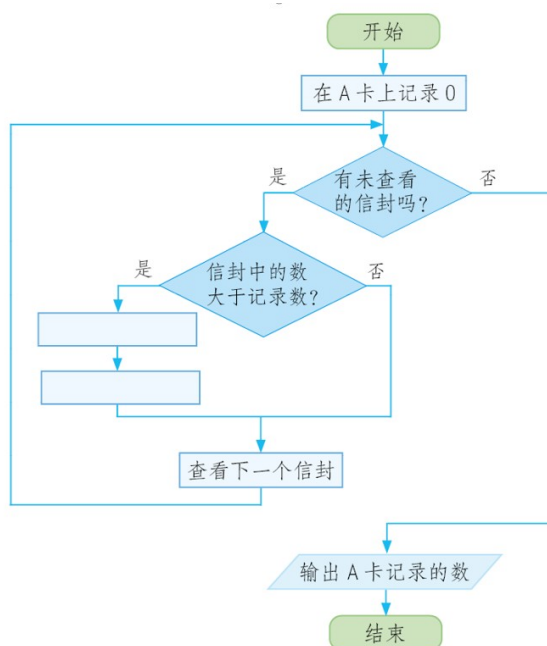 开始
在A卡上记录0
有未查看
的信封吗?
是
否
信封中的数
大于记录数?
是
否
查看下一个信封
输出A卡记录的数
结束